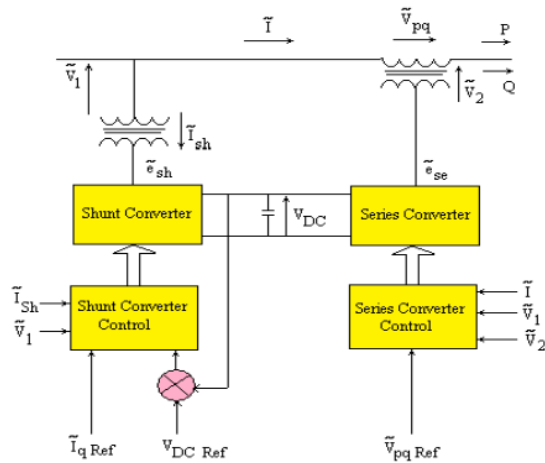 Ĩ
Ṽpq
P
Ṽ1
Ṽ2
Q
Ĩsh
ẽsh
ẽse
Shunt Converter
VDC
Series Converter
ĨSh
Ṽ1
Shunt Converter
Control
Series Converter
Control
Ĩ
Ṽ1
Ṽ2
Ĩq Ref
VDC Ref
Ṽpq Ref